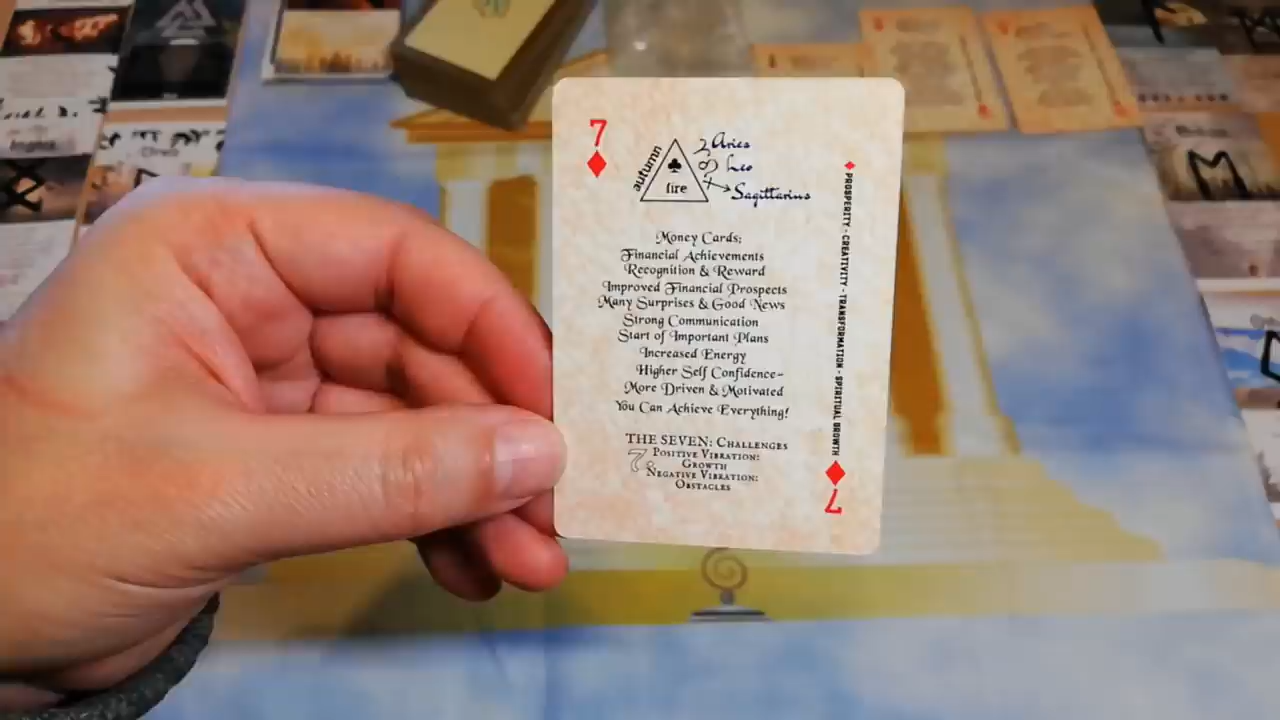 7
autumn
fire
Aries
Leo
Sagittarius
Money Cards:
Financial Achievements
Recognition & Reward
Improved Financial Prospects
Many Surprises & Good News
Strong Communication
Start of Important Plans
Increased Energy
Higher Self Confidence-
More Driven & Motivated
You Can Achieve Everything!
THE SEVEN: CHALLENGES
7
POSITIVE VIBRATION:
GROWTH
NEGATIVE VIBRATION:
OBSTACLES
PROSPERITY - CREATIVITY - TRANSFORMATION - SPIRITUAL GROWTH
7